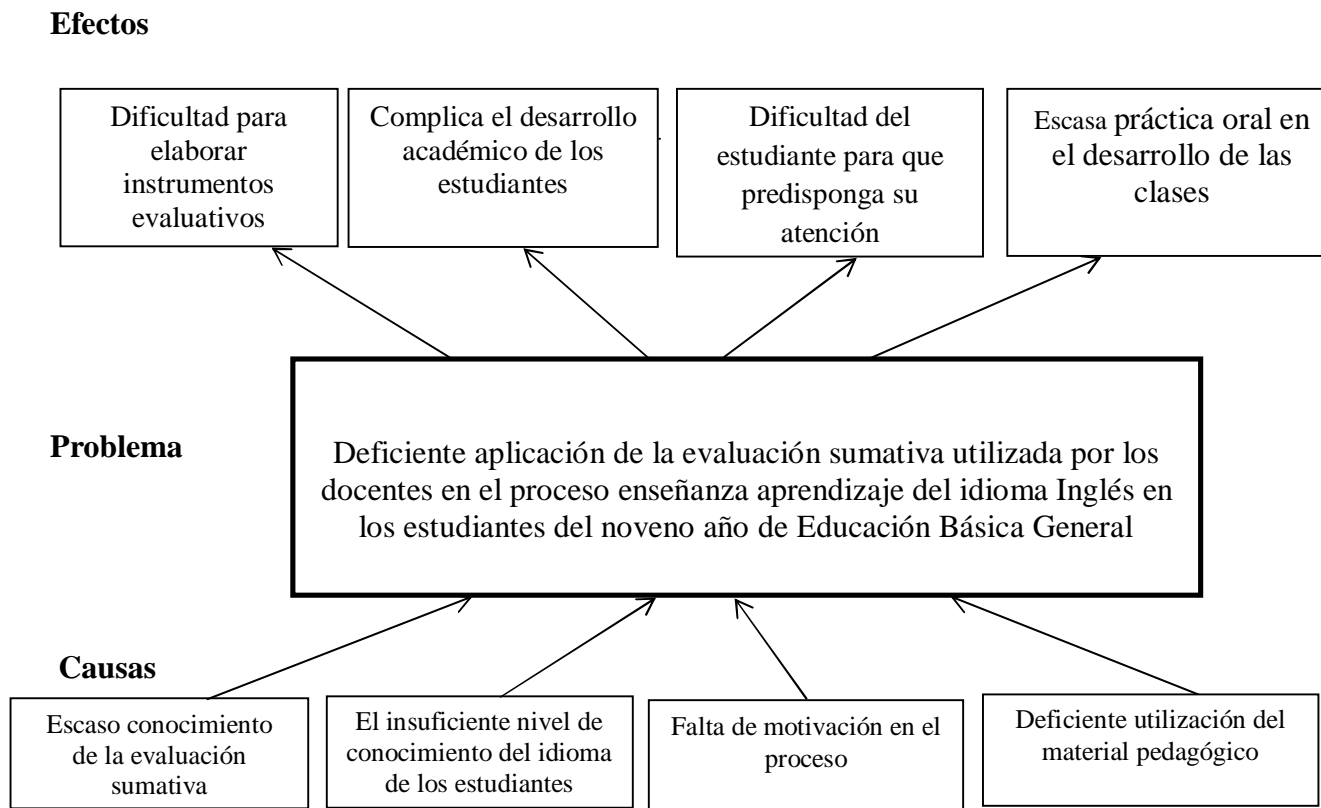 Efectos
Dificultad para
elaborar
instrumentos
evaluativos
Complica el desarrollo
académico de los
estudiantes
Dificultad del
estudiante para que
predisponga su
atención
Escasa práctica oral en
el desarrollo de las
clases
Problema
Deficiente aplicación de la evaluación sumativa utilizada por los
docentes en el proceso enseñanza aprendizaje del idioma Inglés en
los estudiantes del noveno año de Educación Básica General
Causas
Escaso conocimiento
de la evaluación
sumativa
El insuficiente nivel de
conocimiento del idioma
de los estudiantes
Falta de motivación en el
proceso
Deficiente utilización del
material pedagógico